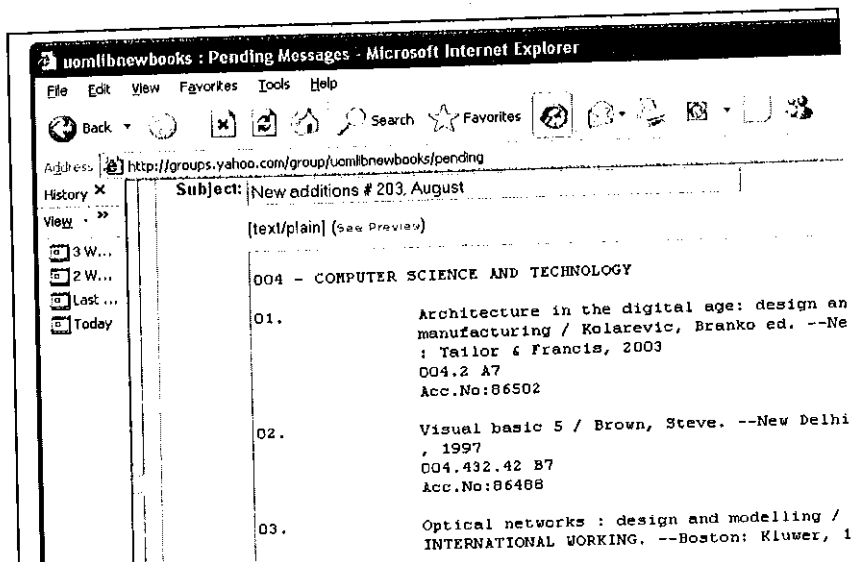 uomlibnewbooks : Pending Messages - Microsoft Internet Explorer
File Edit View Favorites Tools Help
Back Search Favorites
Address http://groups.yahoo.com/group/uomlibnewbooks/pending
History
Subject: New additions # 203, August
View
[text/plain] (See Preview)
3 W...
2 W...
Last ...
Today
004 - COMPUTER SCIENCE AND TECHNOLOGY
01. Architecture in the digital age: design an
manufacturing / Kolarevic, Branko ed. --Ne
: Tailor & Francis, 2003
004.2 A7
Acc.No:86502
02. Visual basic 5 / Brown, Steve. --New Delhi
, 1997
004.432.42 B7
Acc.No:86488
03. Optical networks : design and modelling /
INTERNATIONAL WORKING. --Boston: Kluwer, 1